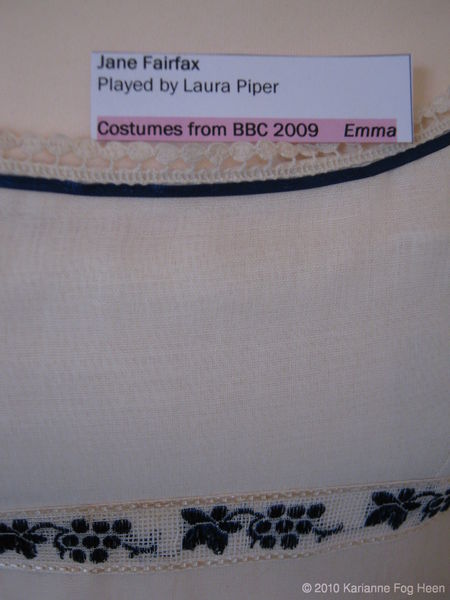 Jane Fairfax
Played by Laura Piper
Costumes from BBC 2009 Emma
© 2010 Karianne Fog Heen